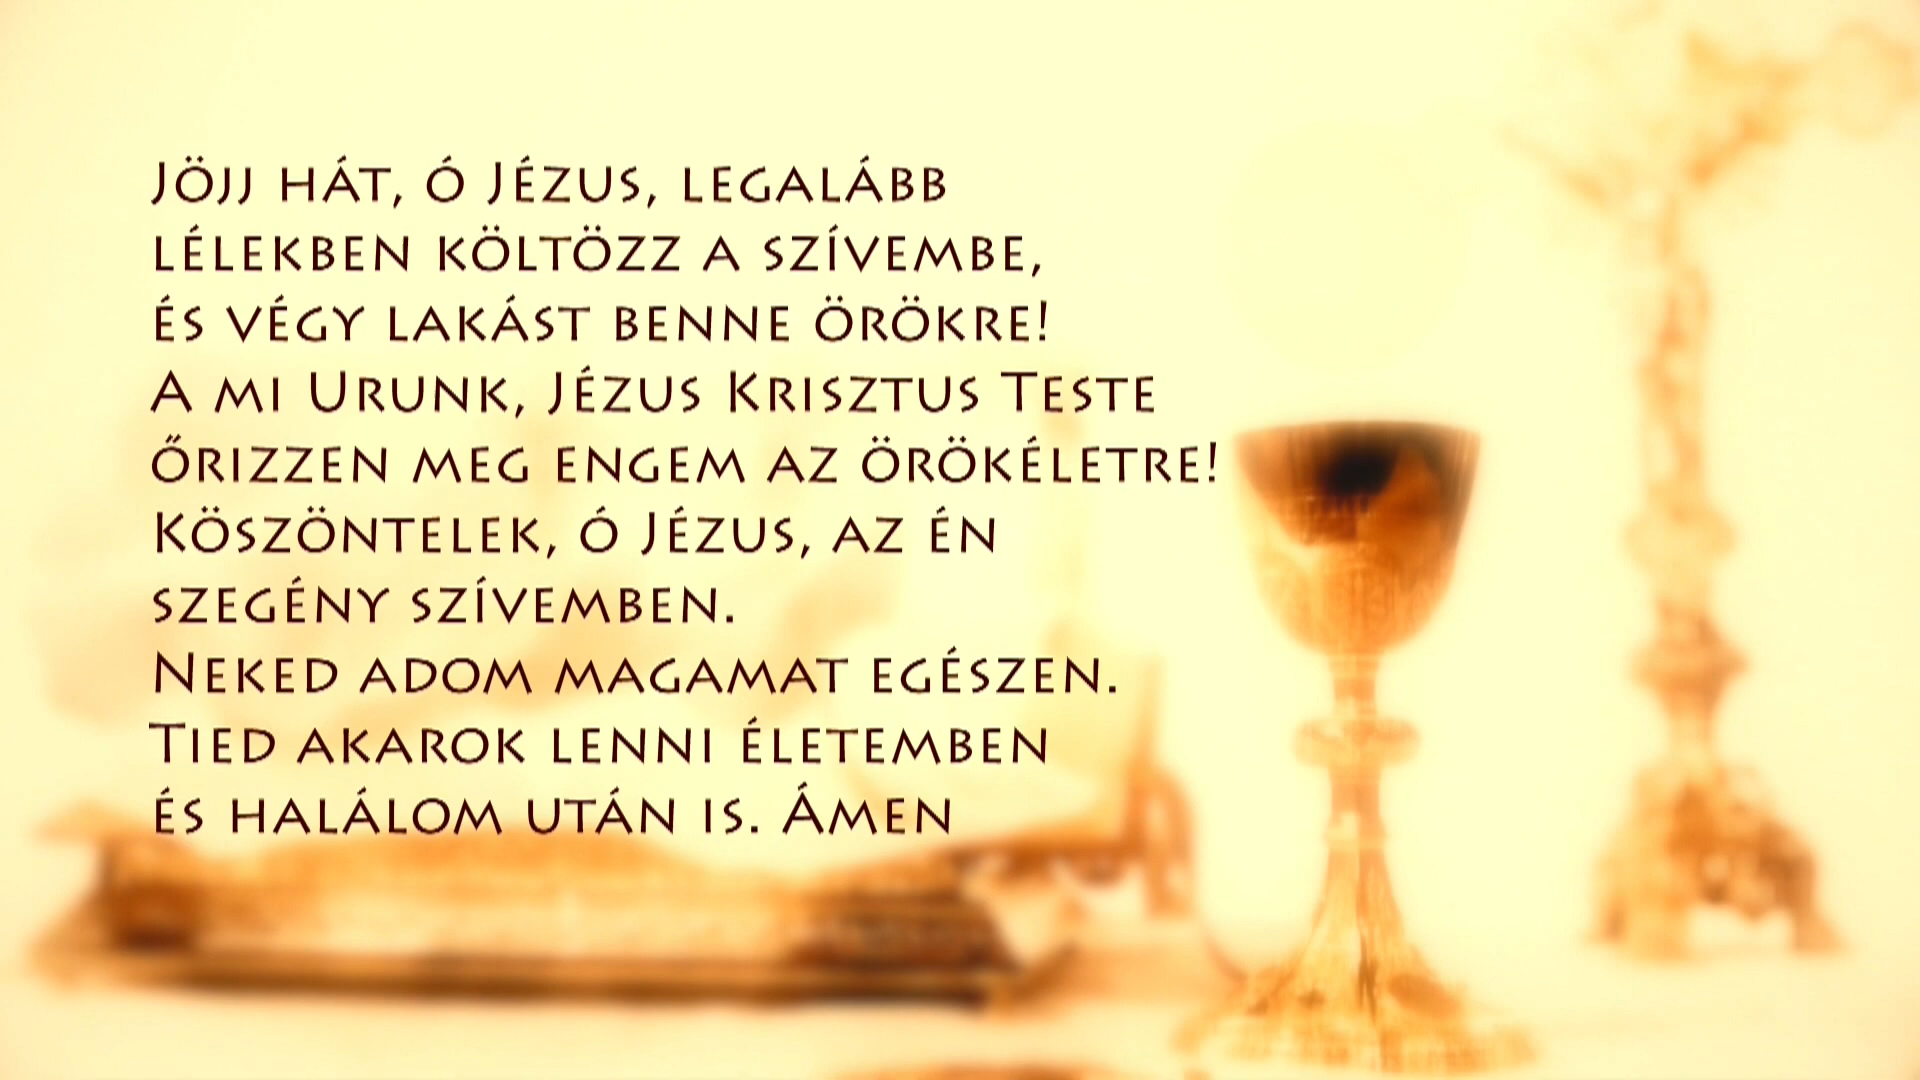 Jöjj hát, ó Jézus, legalább
lélekben költözz a szívembe,
és végy lakást benne örökre!
A mi Urunk, Jézus Krisztus Teste
őrizzen meg engem az örökéletre!
Köszöntelek, ó Jézus, az én
szegény szívemben.
Neked adom magamat egészen.
Tied akarok lenni életemben
és halálom után is. Ámen